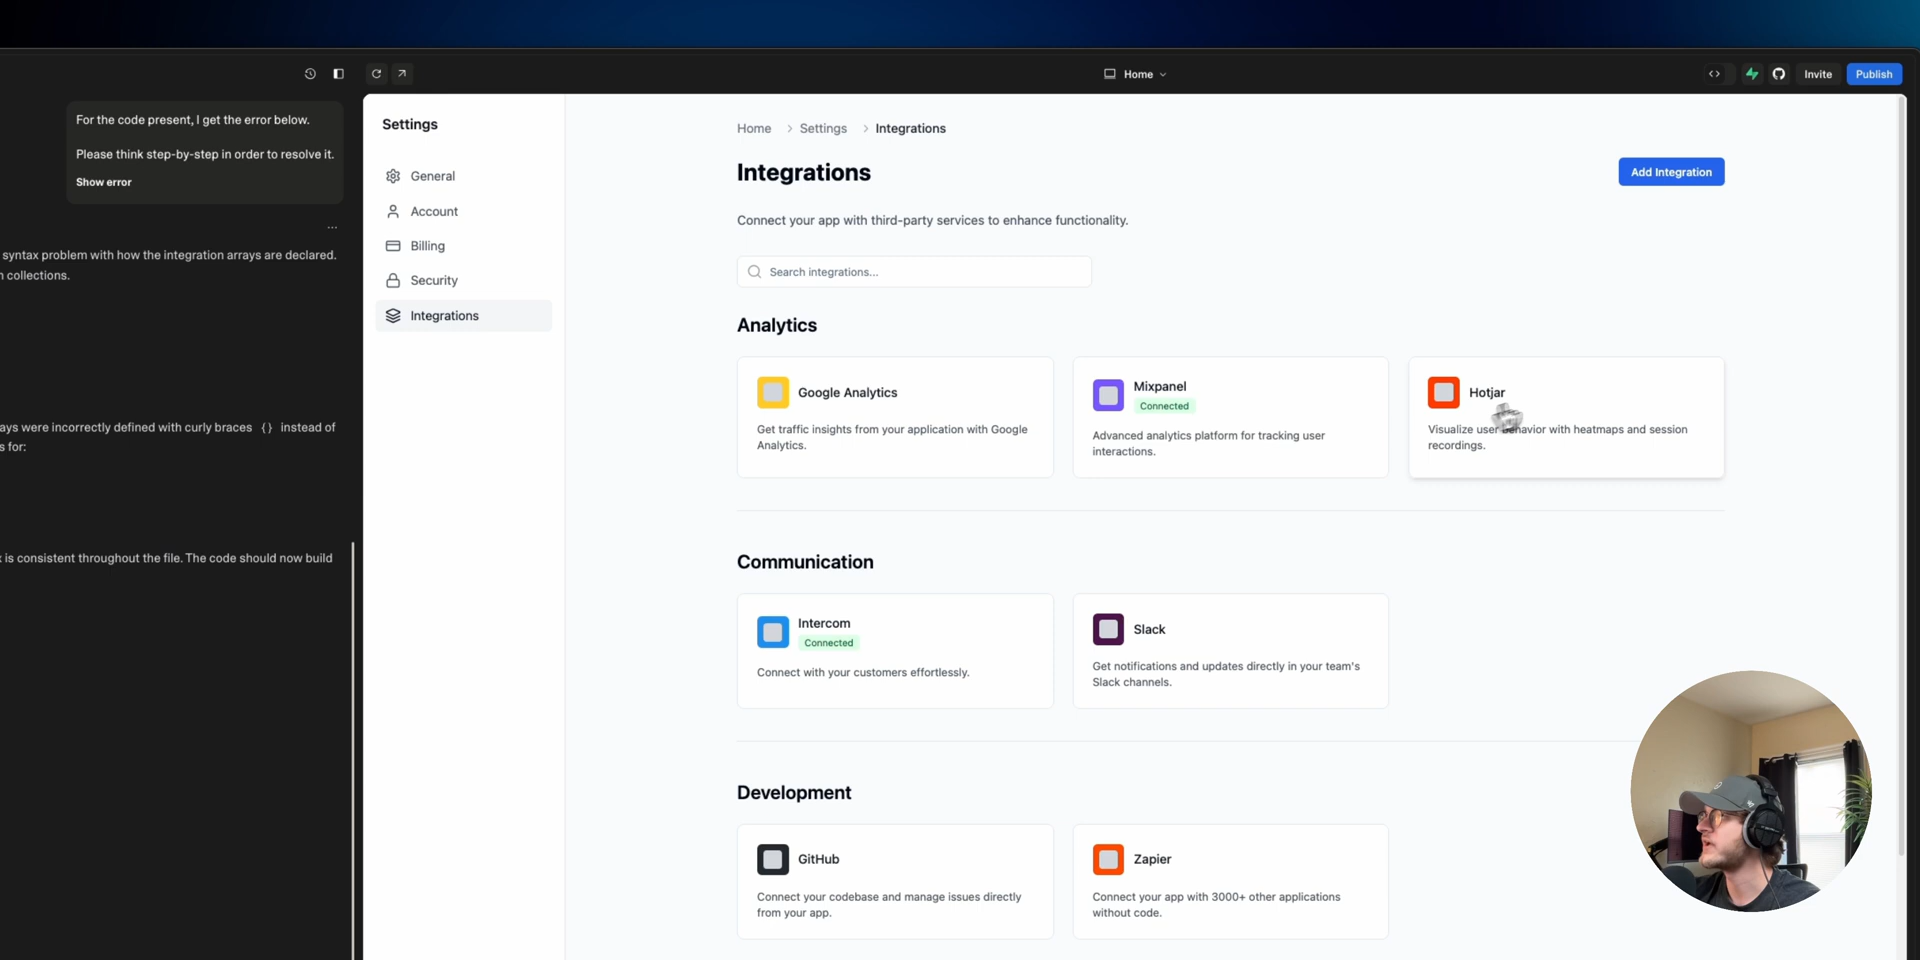 Home
Invite
Publish
For the code present, I get the error below.
Please think step-by-step in order to resolve it.
Show error
...
syntax problem with how the integration arrays are declared.
collections.
ays were incorrectly defined with curly braces {} instead of
s for:
is consistent throughout the file. The code should now build
Settings
General
Account
Billing
Security
Integrations
Home > Settings > Integrations
Integrations
Add Integration
Connect your app with third-party services to enhance functionality.
Search integrations...
Analytics
Google Analytics
Get traffic insights from your application with Google
Analytics.
Mixpanel
Connected
Advanced analytics platform for tracking user
interactions.
Hotjar
Visualize user behavior with heatmaps and session
recordings.
Communication
Intercom
Connected
Connect with your customers effortlessly.
Slack
Get notifications and updates directly in your team's
Slack channels.
Development
GitHub
Connect your codebase and manage issues directly
from your app.
Zapier
Connect your app with 3000+ other applications
without code.